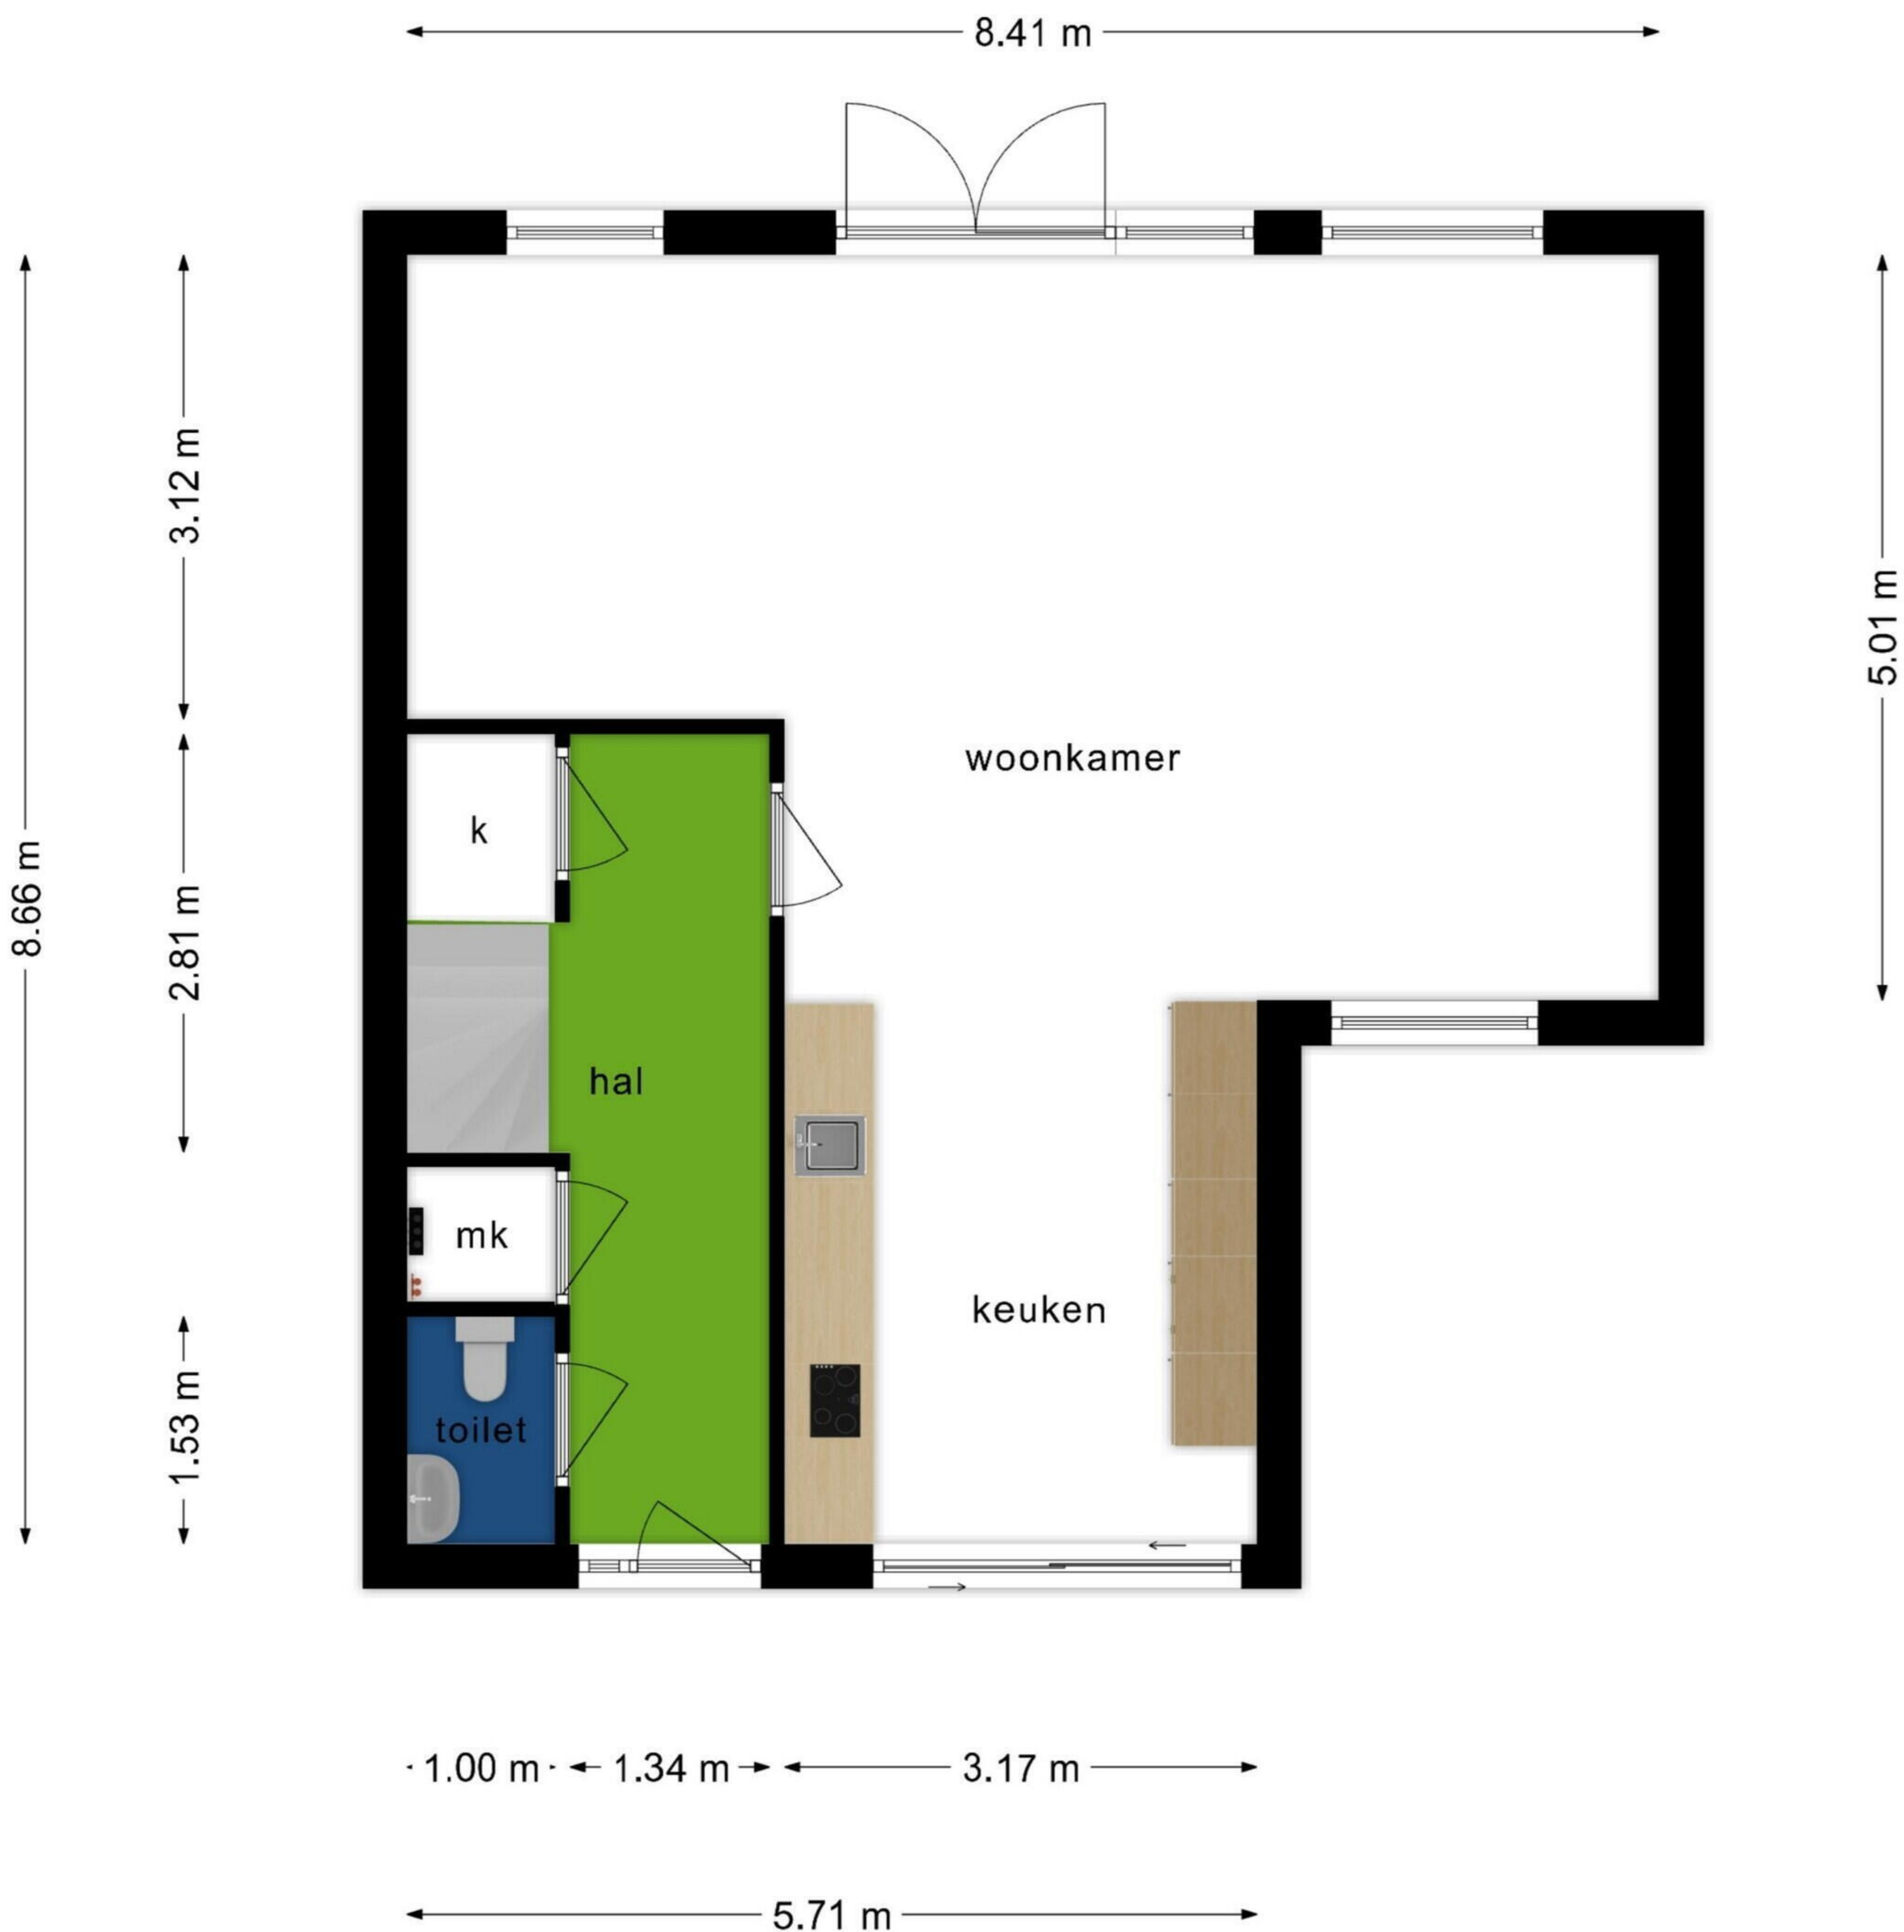 8.41 m
3.12 m
5.01 m
woonkamer
k
8.66 m
2.81 m
hal
mk
keuken
1.53 m
toilet
1.00 m
1.34 m
3.17 m
5.71 m